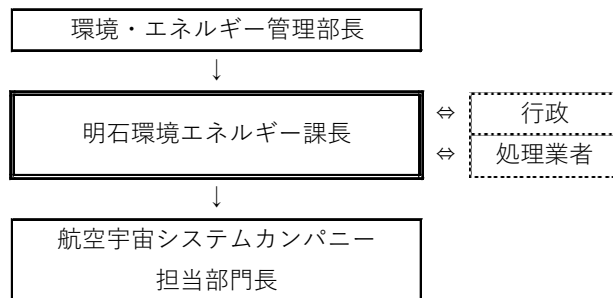 環境・エネルギー管理部長
↓
明石環境エネルギー課長
⇔ 行政
⇔ 処理業者
↓
航空宇宙システムカンパニー
担当部門長